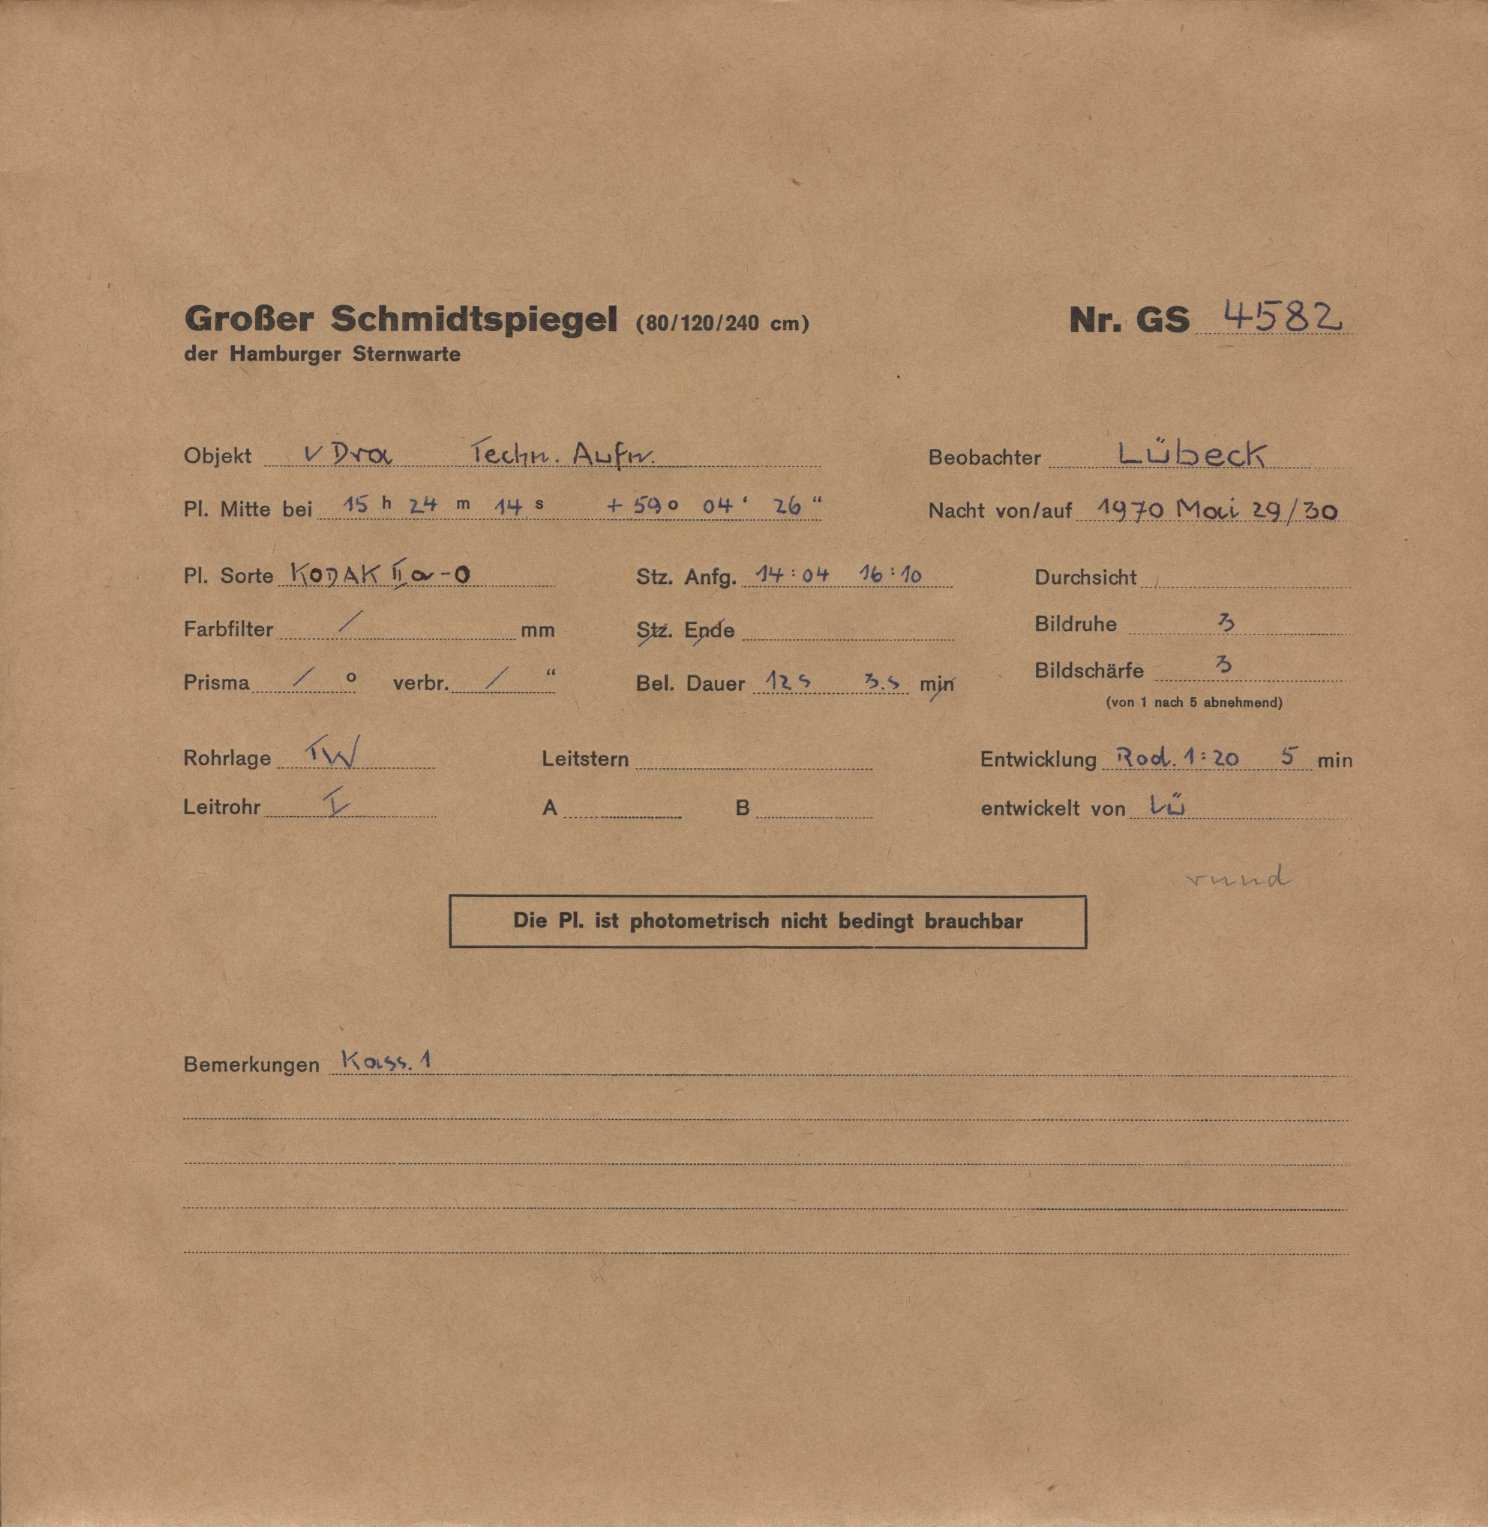 Großer Schmidtspiegel (80/120/240 cm) Nr. GS 4582
der Hamburger Sternwarte
Objekt ν Dra Techn. Aufn. Beobachter Lübeck
Pl. Mitte bei 15 h 24 m 14 s + 59 o 04 ' 26 “ Nacht von/auf 1970 Mai 29/30
Pl. Sorte KODAK IIa-O Stz. Anfg. 14:04 16:10 Durchsicht
Farbfilter / mm Stz. Ende Bildruhe 3
Prisma / o verbr. / “ Bel. Dauer 12s 3s min Bildschärfe 3
(von 1 nach 5 abnehmend)
Rohrlage TW Leitstern Entwicklung Rod. 1:20 5 min
Leitrohr I A B entwickelt von Lü
rund
Die Pl. ist photometrisch nicht bedingt brauchbar
Bemerkungen Kass. 1